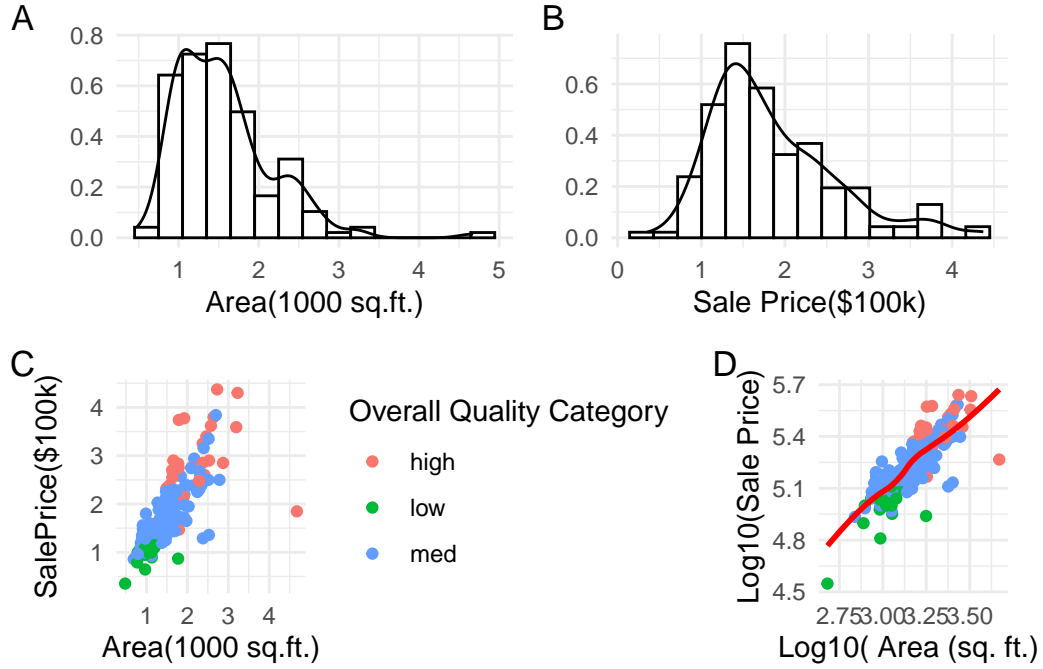 A
0.8
0.6
0.4
0.2
0.0
1 2 3 4 5
Area(1000 sq.ft.)
B
0.6
0.4
0.2
0.0
0 1 2 3 4
Sale Price($100k)
C
SalePrice($100k)
4
3
2
1
1 2 3 4
Area(1000 sq.ft.)
Overall Quality Category
high
low
med
D
Log10(Sale Price)
5.7
5.4
5.1
4.8
4.5
2.75 3.00 3.25 3.50
Log10( Area (sq. ft.)